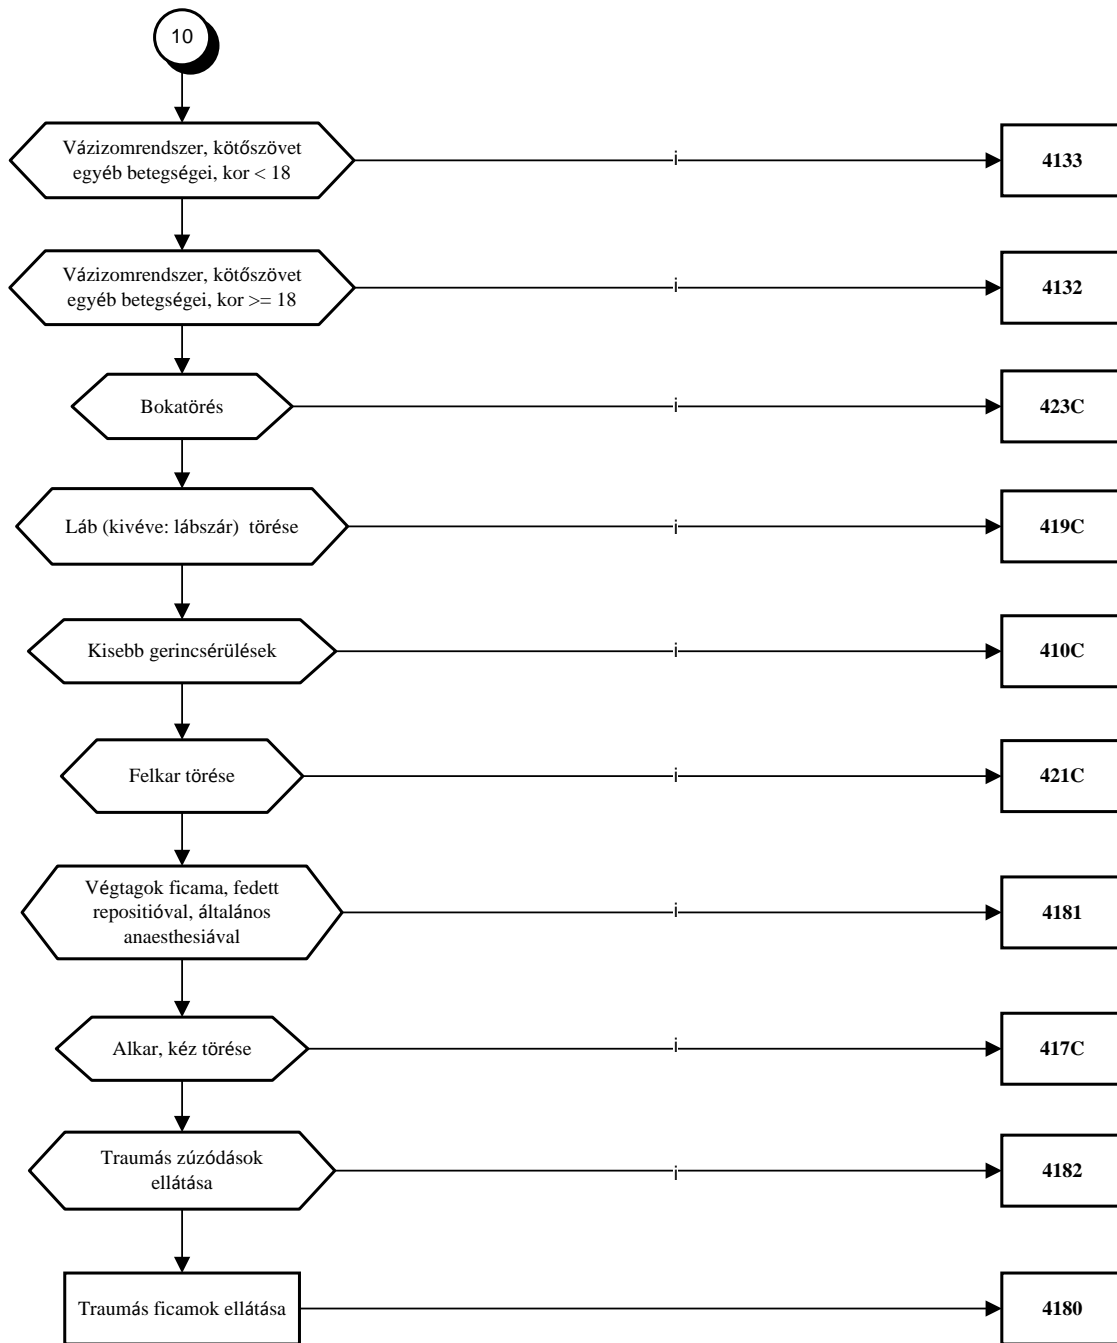 10
Vázizomrendszer, kötőszövet
egyéb betegségei, kor < 18
i
4133
Vázizomrendszer, kötőszövet
egyéb betegségei, kor >= 18
i
4132
Bokatörés
i
423C
Láb (kivéve: lábszár) törése
i
419C
Kisebb gerincsérülések
i
410C
Felkar törése
i
421C
Végtagok ficama, fedett
repositióval, általános
anaesthesiával
i
4181
Alkar, kéz törése
i
417C
Traumás zúzódások
ellátása
i
4182
Traumás ficamok ellátása
4180